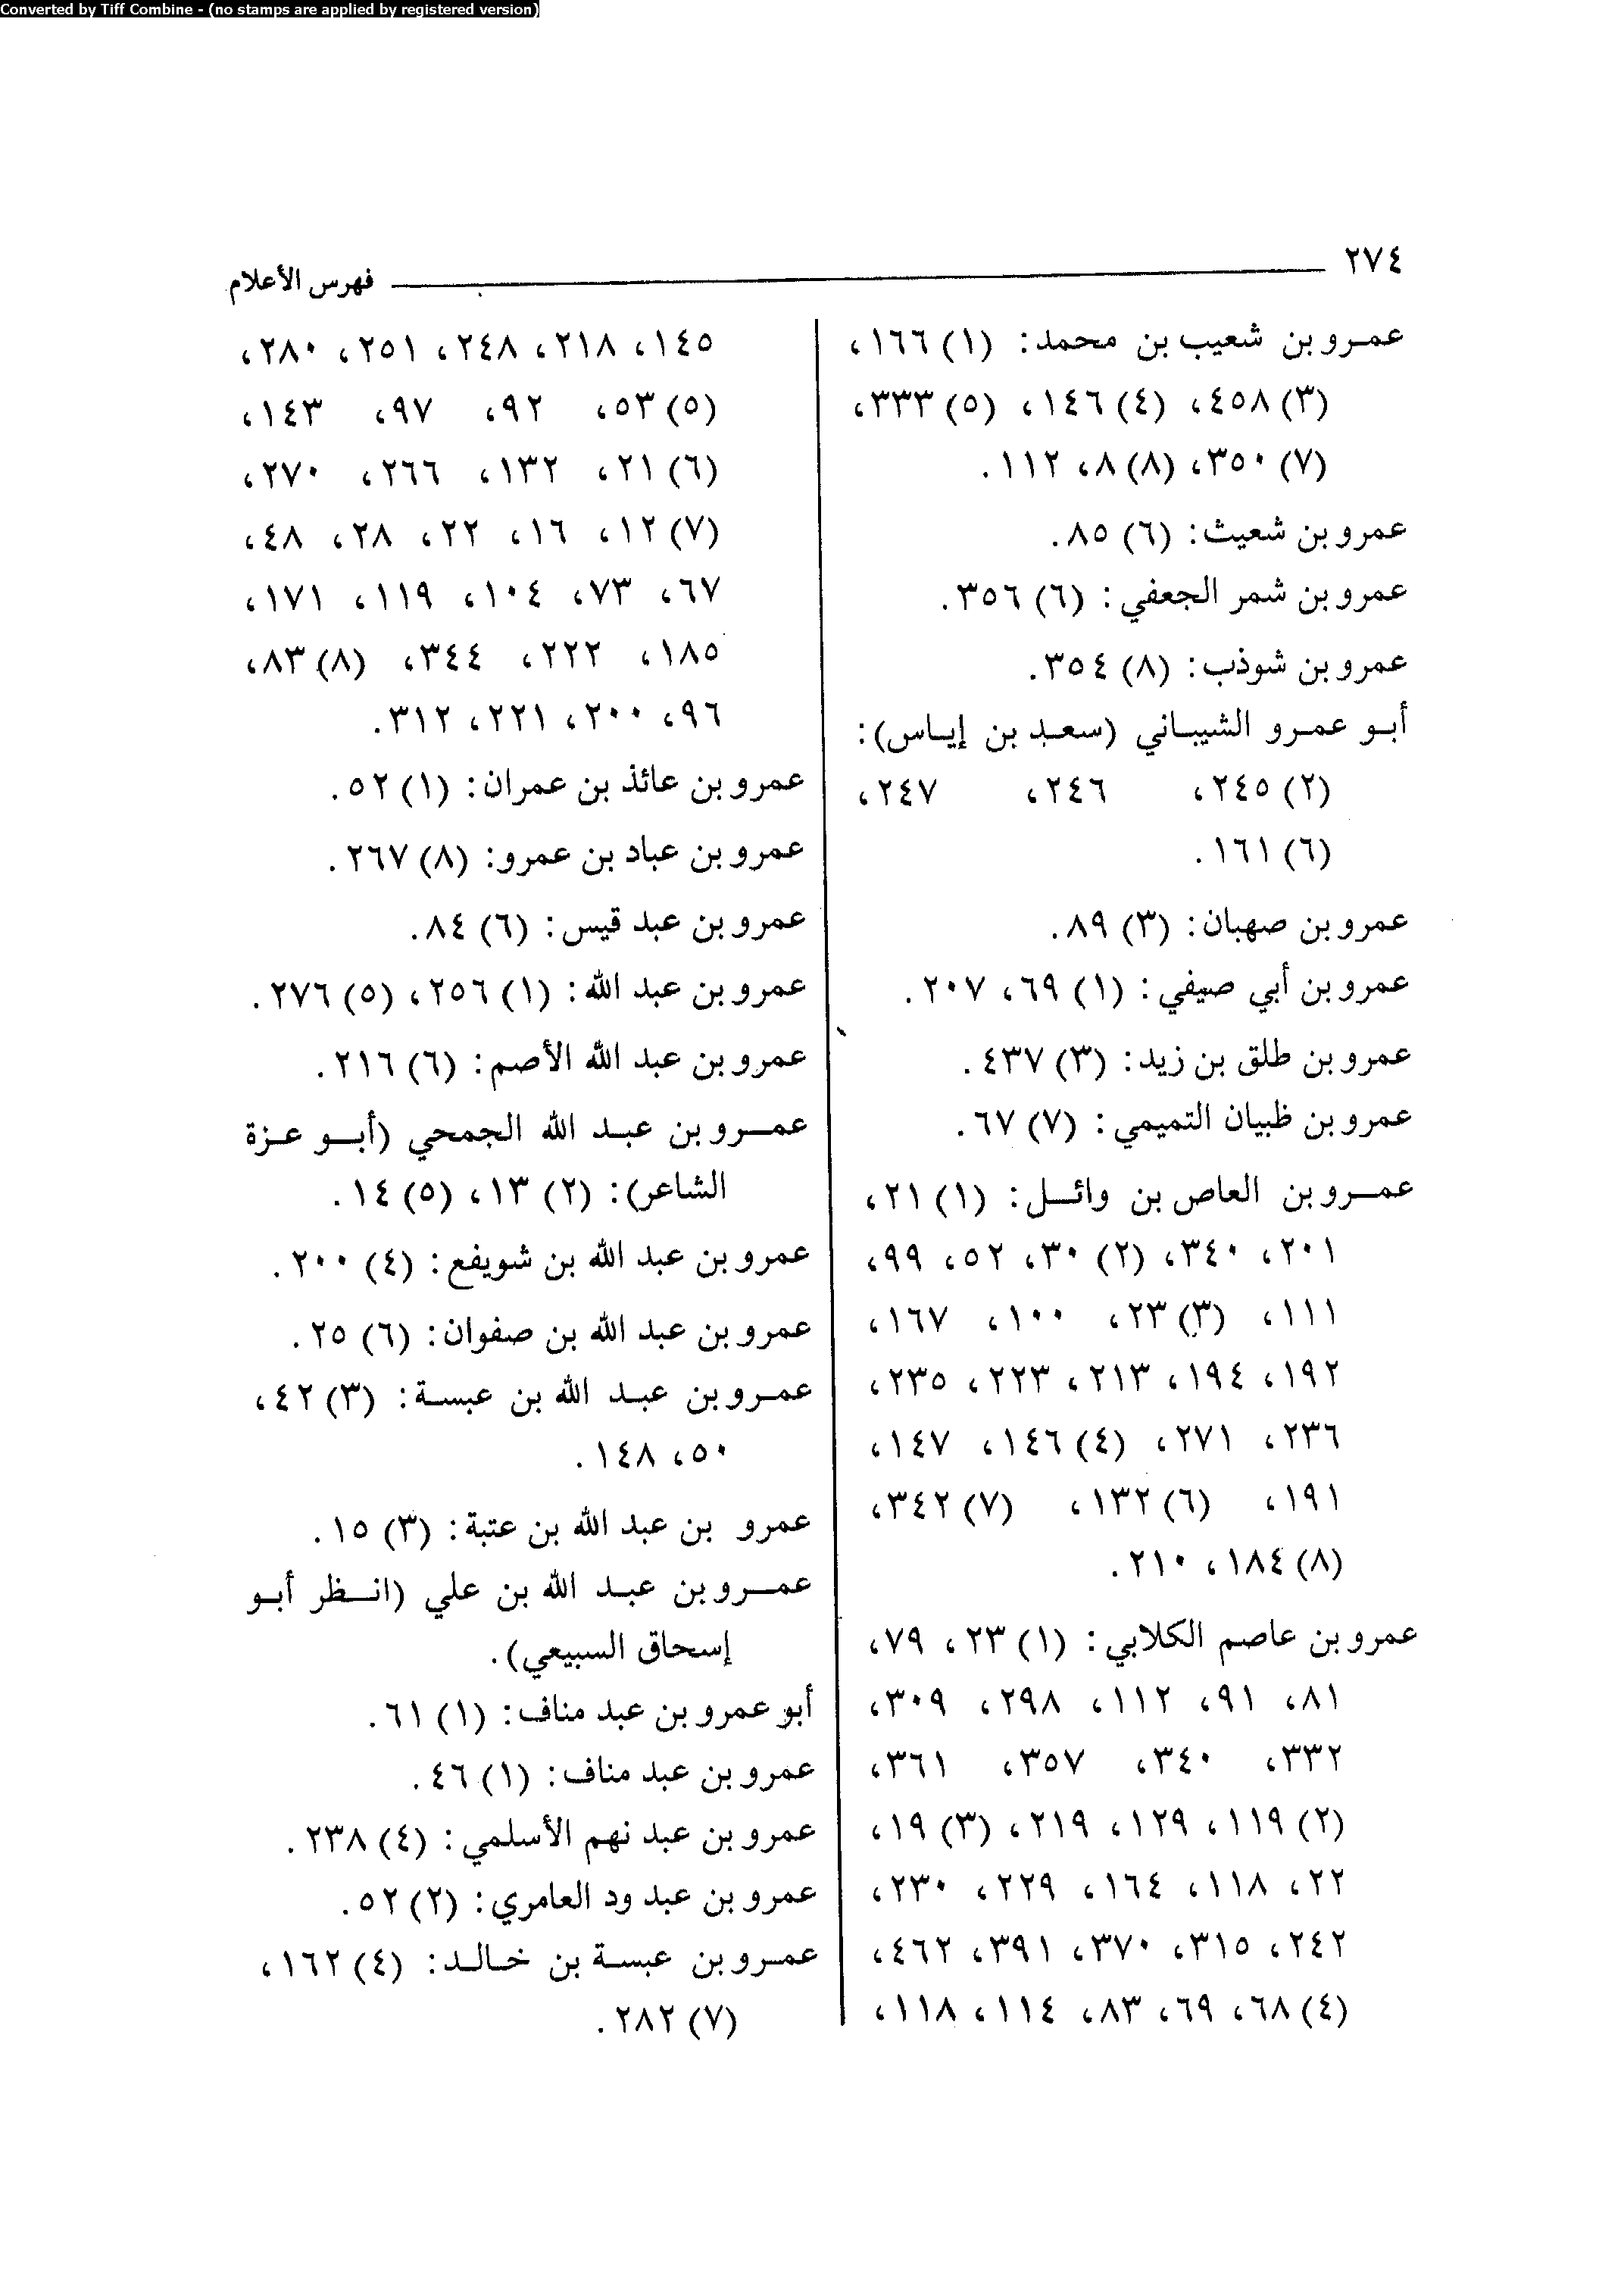 Converted by Tiff Combine - (no stamps are applied by registered version)
٢٧٤
فهرس الأعلام
عمرو بن شعيب بن محمد: (١) ١٦٦،
(٣) ٤٥٨، (٤) ١٤٦، (٥) ٣٣٣،
(٧) ٣٥٠، (٨) ٨، ١١٢.
عمرو بن شعيث: (٦) ٨٥.
عمرو بن شمر الجعفي: (٦) ٣٥٦.
عمرو بن شوذب: (٨) ٣٥٤.
أبو عمرو الشيباني (سعد بن إياس):
(٢) ٢٤٥، ٢٤٦، ٢٤٧،
(٦) ١٦١.
عمرو بن صهبان: (٣) ٨٩.
عمرو بن أبي صيفي: (١) ٦٩، ٢٠٧.
عمرو بن طلق بن زيد: (٣) ٤٣٧.
عمرو بن ظبيان التميمي: (٧) ٦٧.
عمرو بن العاص بن وائل: (١) ٢١،
٢٠١، ٣٤٠، (٢) ٣٠، ٥٢، ٩٩،
١١١، (٣) ٢٣، ١٠٠، ١٦٧،
١٩٢، ١٩٤، ٢١٣، ٢٢٣، ٢٣٥،
٢٣٦، ٢٧١، (٤) ١٤٦، ١٤٧،
١٩١، (٦) ١٣٢، (٧) ٣٤٢،
(٨) ١٨٤، ٢١٠.
عمرو بن عاصم الكلابي: (١) ٢٣، ٧٩،
٨١، ٩١، ١١٢، ٢٩٨، ٣٠٩،
٣٣٢، ٣٤٠، ٣٥٧، ٣٦١،
(٢) ١١٩، ١٢٩، ٢١٩، (٣) ١٩،
٢٢، ١١٨، ١٦٤، ٢٢٩، ٢٣٠،
٢٤٢، ٣١٥، ٣٧٠، ٣٩١، ٤٦٢،
(٤) ٦٨، ٦٩، ٨٣، ١١٤، ١١٨،
١٤٥، ٢١٨، ٢٤٨، ٢٥١، ٢٨٠،
(٥) ٥٣، ٩٢، ٩٧، ١٤٣،
(٦) ٢١، ١٣٢، ٢٦٦، ٢٧٠،
(٧) ١٢، ١٦، ٢٢، ٢٨، ٤٨،
٦٧، ٧٣، ١٠٤، ١١٩، ١٧١،
١٨٥، ٢٢٢، ٣٤٤، (٨) ٨٣،
٩٦، ٢٠٠، ٢٢١، ٣١٢.
عمرو بن عائذ بن عمران: (١) ٥٢.
عمرو بن عباد بن عمرو: (٨) ٢٦٧.
عمرو بن عبد قيس: (٦) ٨٤.
عمرو بن عبد الله: (١) ٢٥٦، (٥) ٢٧٦.
عمرو بن عبد الله الأصم: (٦) ٢١٦.
عمرو بن عبد الله الجمحي (أبو عزة
الشاعر): (٢) ١٣، (٥) ١٤.
عمرو بن عبد الله بن شويفع: (٤) ٢٠٠.
عمرو بن عبد الله بن صفوان: (٦) ٢٥.
عمرو بن عبد الله بن عبسة: (٣) ٤٢،
٥٠، ١٤٨.
عمرو بن عبد الله بن عتبة: (٣) ١٥.
عمرو بن عبد الله بن علي (انظر أبو
إسحاق السبيعي).
أبو عمرو بن عبد مناف: (١) ٦١.
عمرو بن عبد مناف: (١) ٤٦.
عمرو بن عبد نهم الأسلمي: (٤) ٢٣٨.
عمرو بن عبد ود العامري: (٢) ٥٢.
عمرو بن عبسة بن خالد: (٤) ١٦٢،
(٧) ٢٨٢.